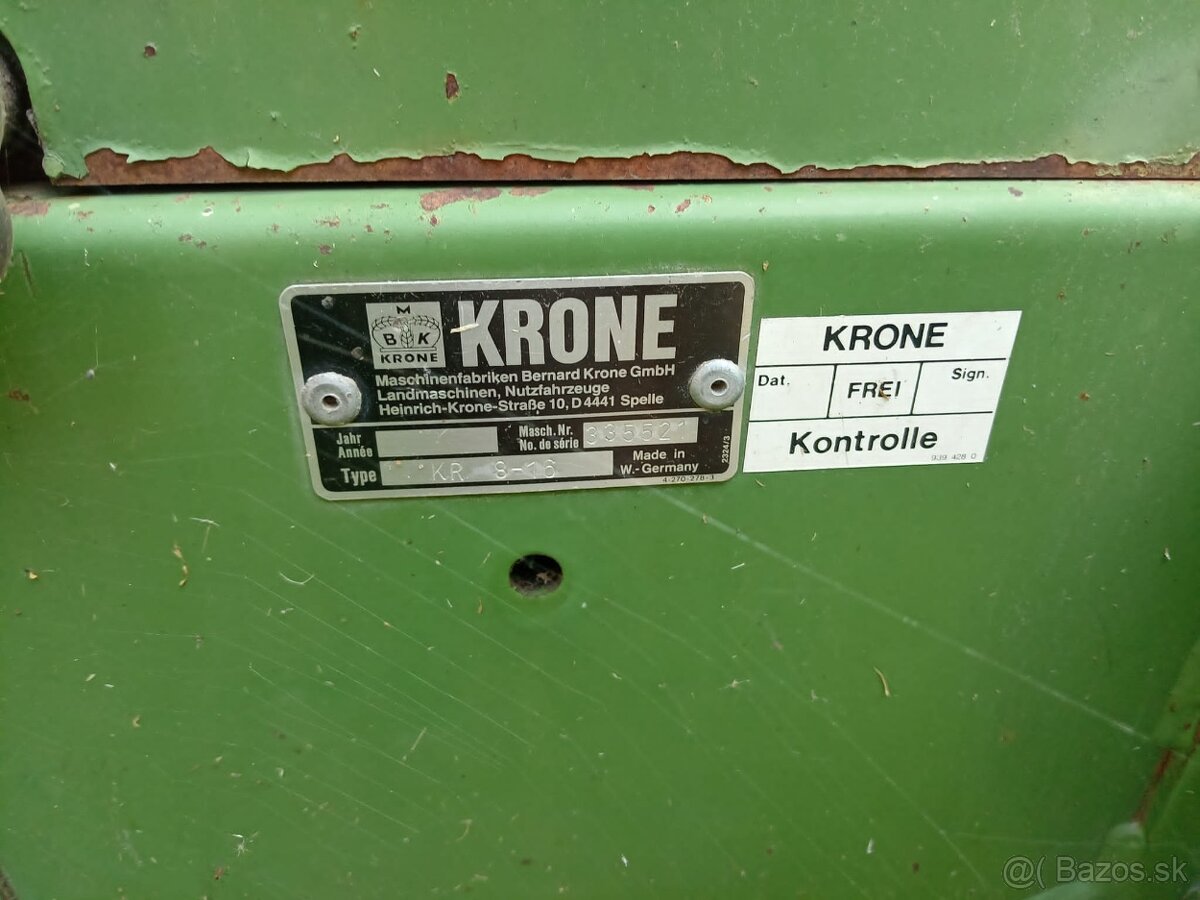 M
B K
KRONE
KRONE
Maschinenfabriken Bernard Krone GmbH
Landmaschinen, Nutzfahrzeuge
Heinrich-Krone-Straße 10, D 4441 Spelle
Jahr
Année
Masch. Nr.
No. de série
335521
Type
KR 8-16
Made in
W.-Germany
2324/3
4-270-278-1
KRONE
Dat.
FREI
Sign.
Kontrolle
939 428 0
@( Bazos.sk